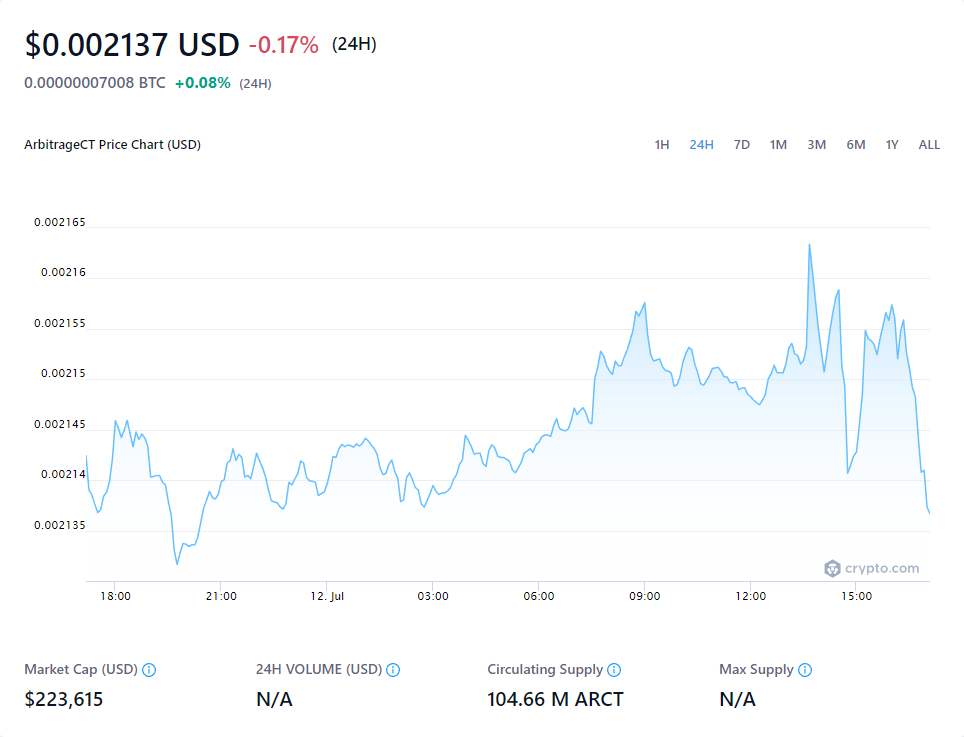 $0.002137 USD -0.17% (24H)
0.00000007008 BTC +0.08% (24H)
ArbitrageCT Price Chart (USD) 1H 24H 7D 1M 3M 6M 1Y ALL
0.002165
0.00216
0.002155
0.00215
0.002145
0.00214
0.002135
crypto.com
18:00 21:00 12. Jul 03:00 06:00 09:00 12:00 15:00
Market Cap (USD) 24H VOLUME (USD) Circulating Supply Max Supply
$223,615 N/A 104.66 M ARCT N/A